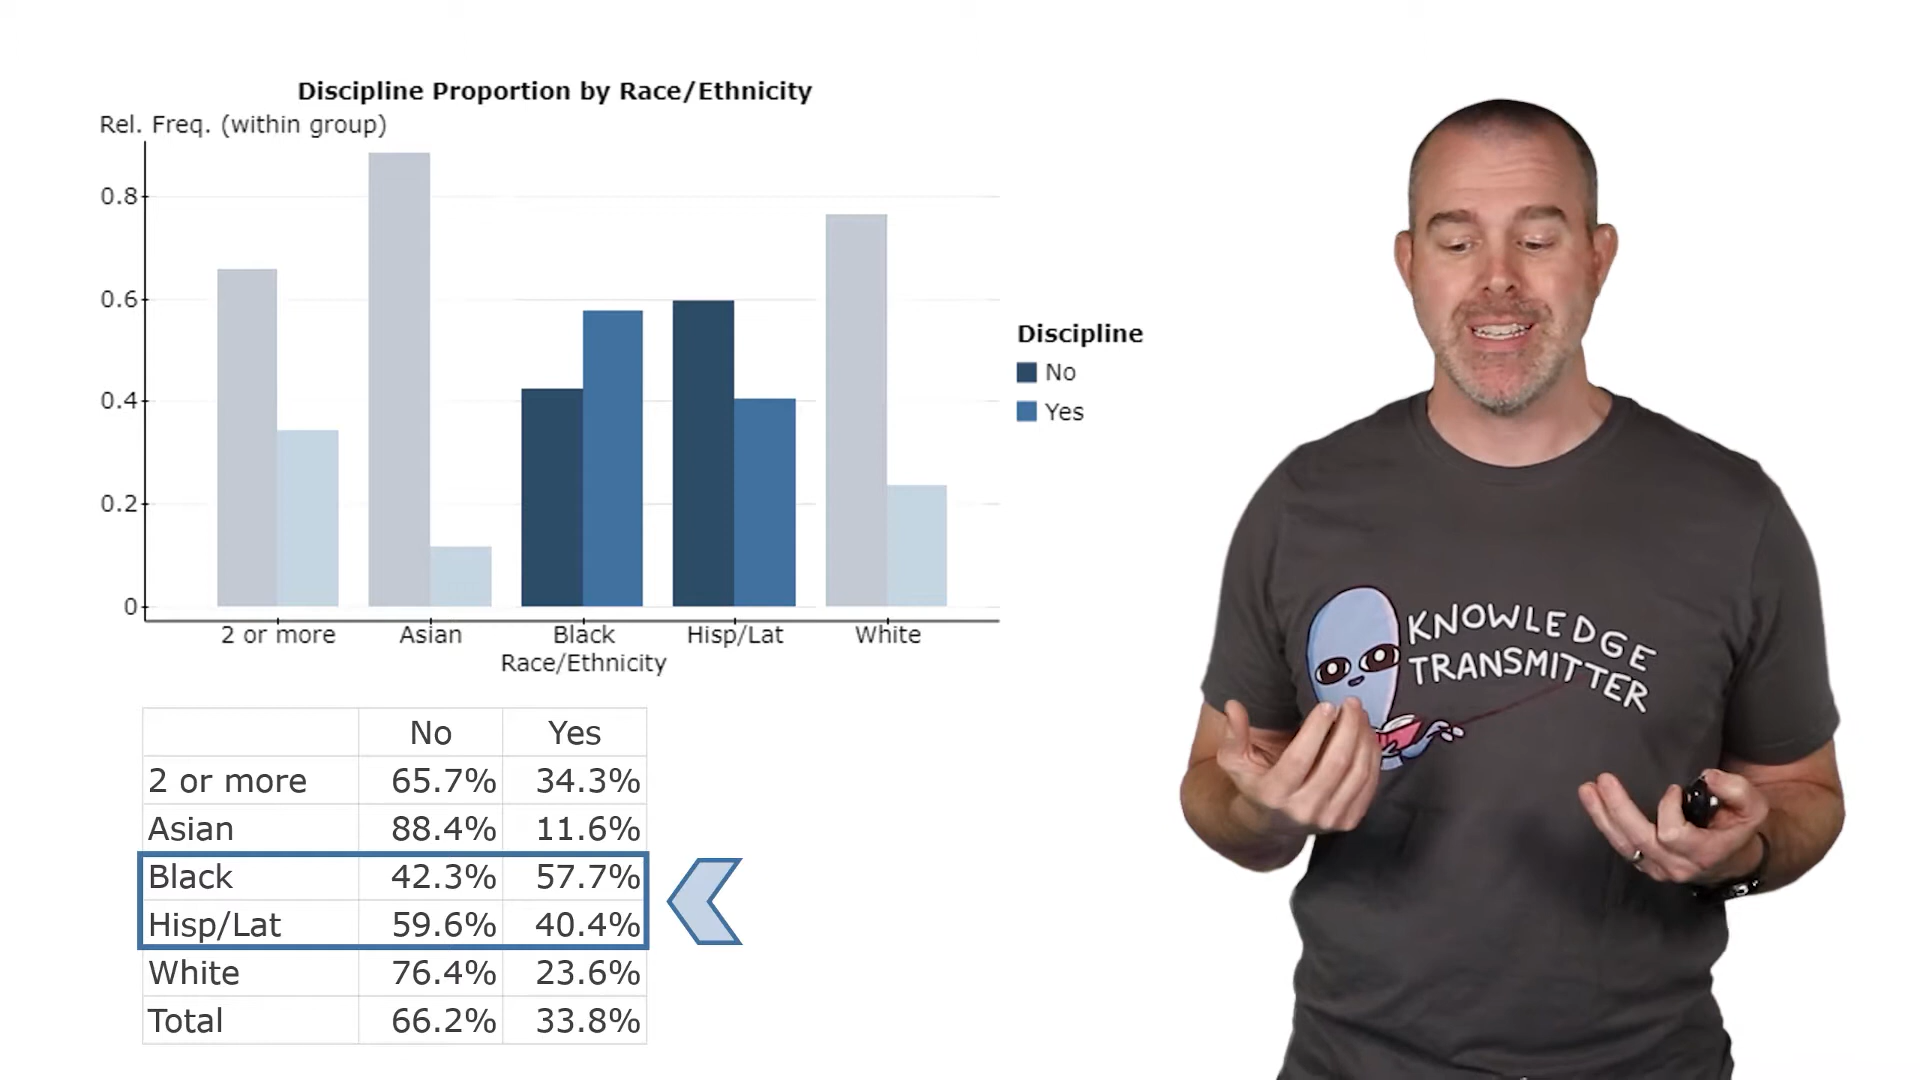 Discipline Proportion by Race/Ethnicity
Rel. Freq. (within group)
0.8
0.6
0.4
0.2
0
2 or more Asian Black Hisp/Lat White
Race/Ethnicity
Discipline
No
Yes
No Yes
2 or more 65.7% 34.3%
Asian 88.4% 11.6%
Black 42.3% 57.7%
Hisp/Lat 59.6% 40.4%
White 76.4% 23.6%
Total 66.2% 33.8%
KNOWLEDGE
TRANSMITTER